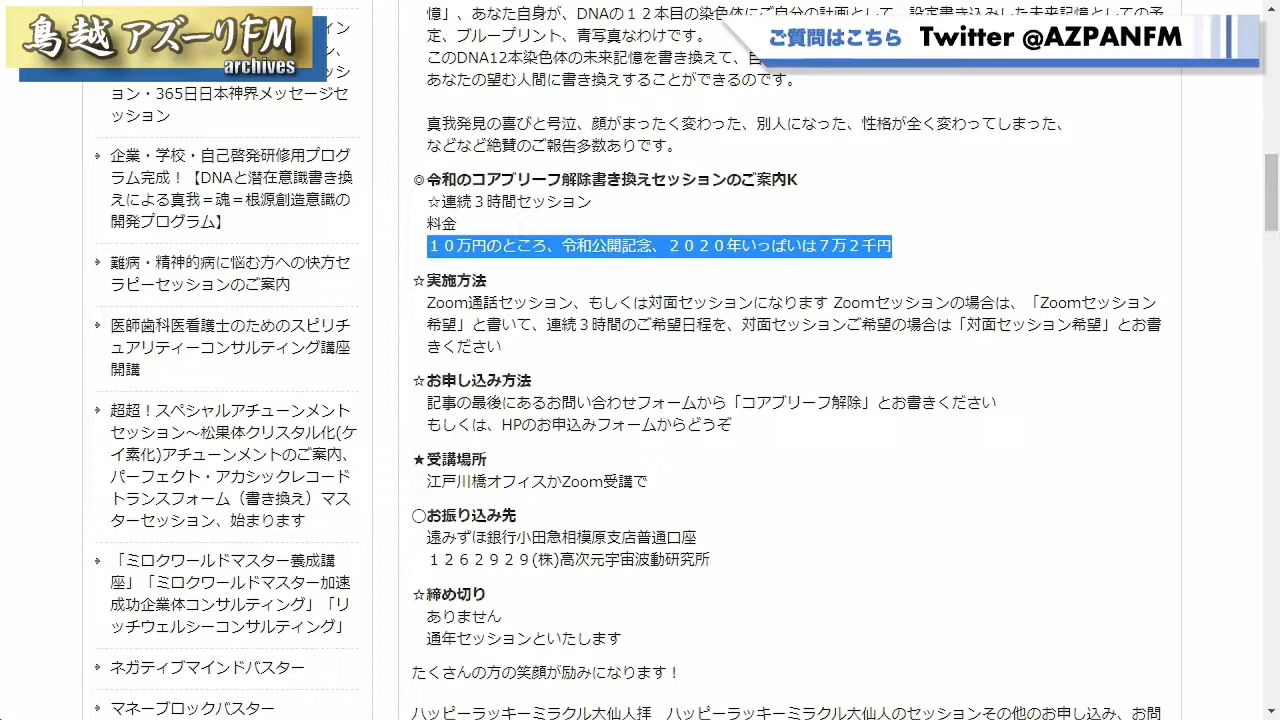 鳥越アズーリFM
archives
ご質問はこちら Twitter @AZPANFM
イン
、
ッシ
ョン・365日日本神界メッセージセ
ッション
企業・学校・自己啓発研修用プログ
ラム完成！【DNAと潜在意識書き換
えによる真我＝魂＝根源創造意識の
開発プログラム】
難病・精神的病に悩む方への快方セ
ラピーセッションのご案内
医師歯科医看護士のためのスピリチ
ュアリティーコンサルティング講座
開講
超超！スペシャルアチューンメント
セッション〜松果体クリスタル化(ケ
イ素化)アチューンメントのご案内、
パーフェクト・アカシックレコード
トランスフォーム（書き換え）マス
ターセッション、始まります
「ミロクワールドマスター養成講
座」「ミロクワールドマスター加速
成功企業体コンサルティング」「リ
ッチウェルシーコンサルティング」
ネガティブマインドバスター
マネーブロックバスター
憶」、あなた自身が、DNAの１２本目の染色体にご自分の計画として、設定書き込みした未来記憶としての予
定、ブループリント、青写真なわけです。
このDNA12本染色体の未来記憶を書き換えて、
あなたの望む人間に書き換えすることができるのです。
真我発見の喜びと号泣、顔がまったく変わった、別人になった、性格が全く変わってしまった、
などなど絶賛のご報告多数ありです。
◎令和のコアブリーフ解除書き換えセッションのご案内K
☆連続３時間セッション
料金
１０万円のところ、令和公開記念、２０２０年いっぱいは７万２千円
☆実施方法
Zoom通話セッション、もしくは対面セッションになります Zoomセッションの場合は、「Zoomセッション
希望」と書いて、連続３時間のご希望日程を、対面セッションご希望の場合は「対面セッション希望」とお書
きください
☆お申し込み方法
記事の最後にあるお問い合わせフォームから「コアブリーフ解除」とお書きください
もしくは、HPのお申込みフォームからどうぞ
★受講場所
江戸川橋オフィスかZoom受講で
◯お振り込み先
遠みずほ銀行小田急相模原支店普通口座
１２６２９２９(株)高次元宇宙波動研究所
☆締め切り
ありません
通年セッションといたします
たくさんの方の笑顔が励みになります！
ハッピーラッキーミラクル大仙人拝　ハッピーラッキーミラクル大仙人のセッションその他のお申し込み、お問